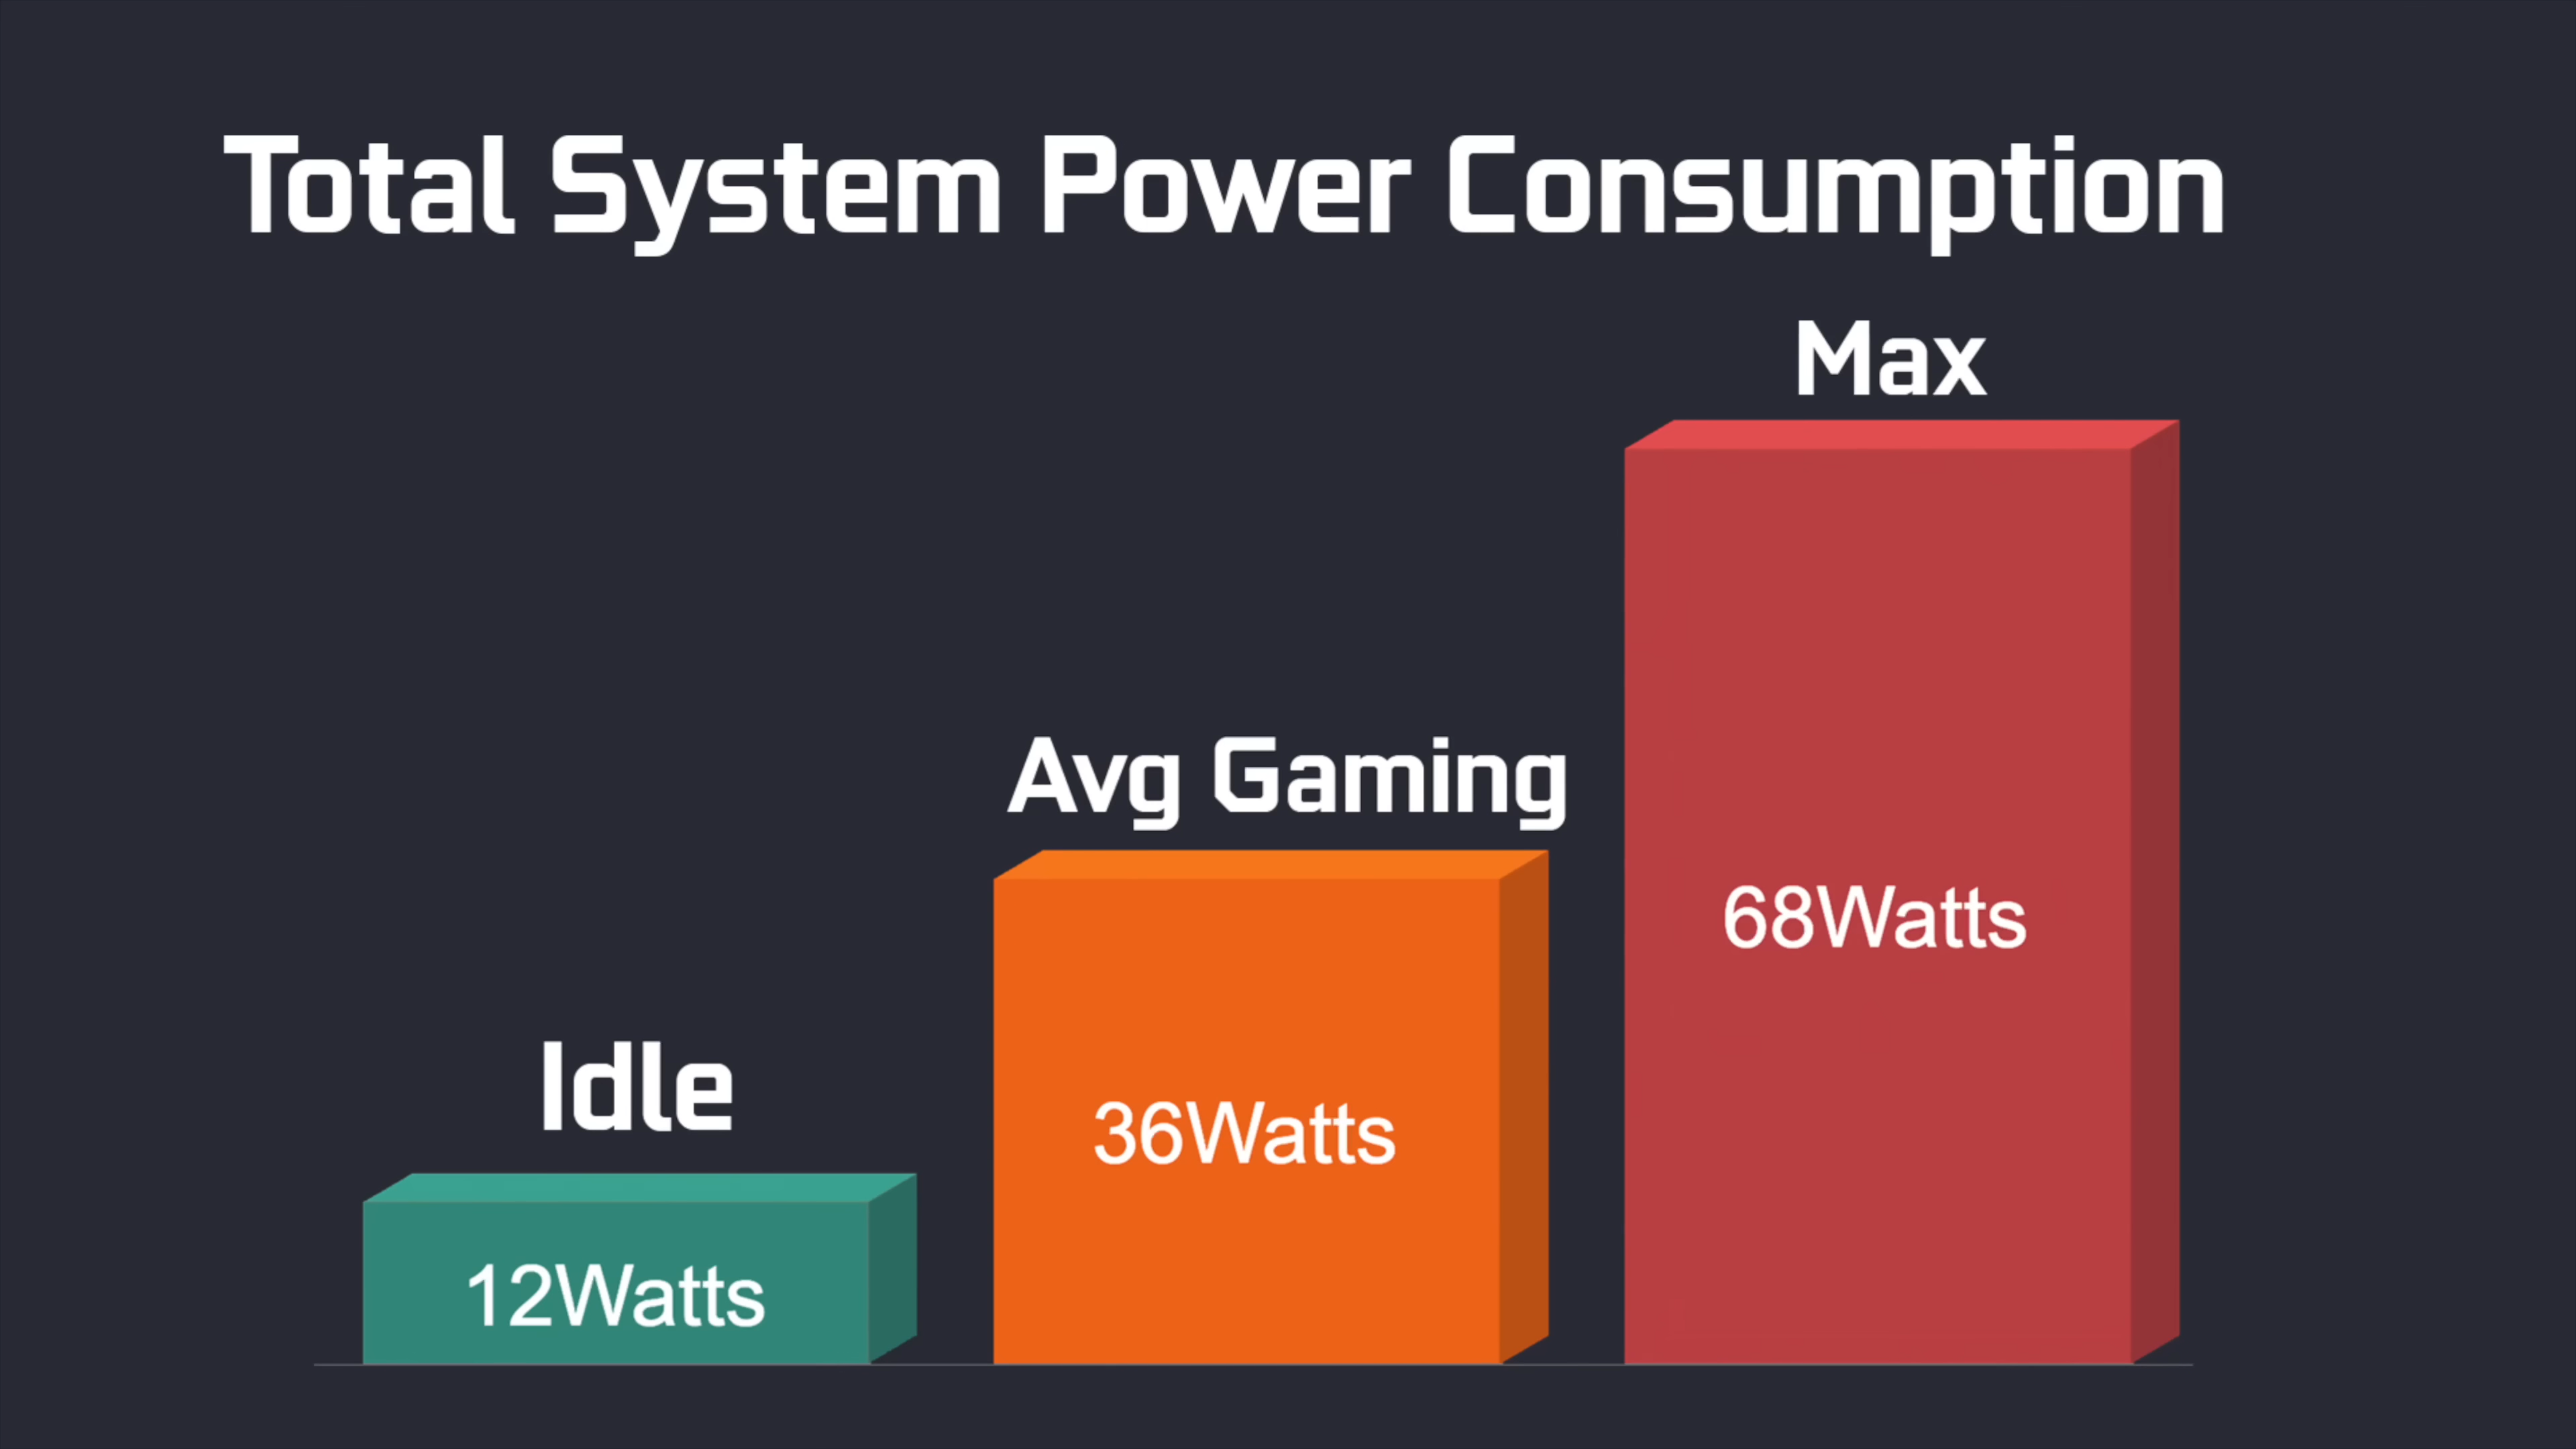 Total System Power Consumption
Max
Avg Gaming
68Watts
Idle
36Watts
12Watts